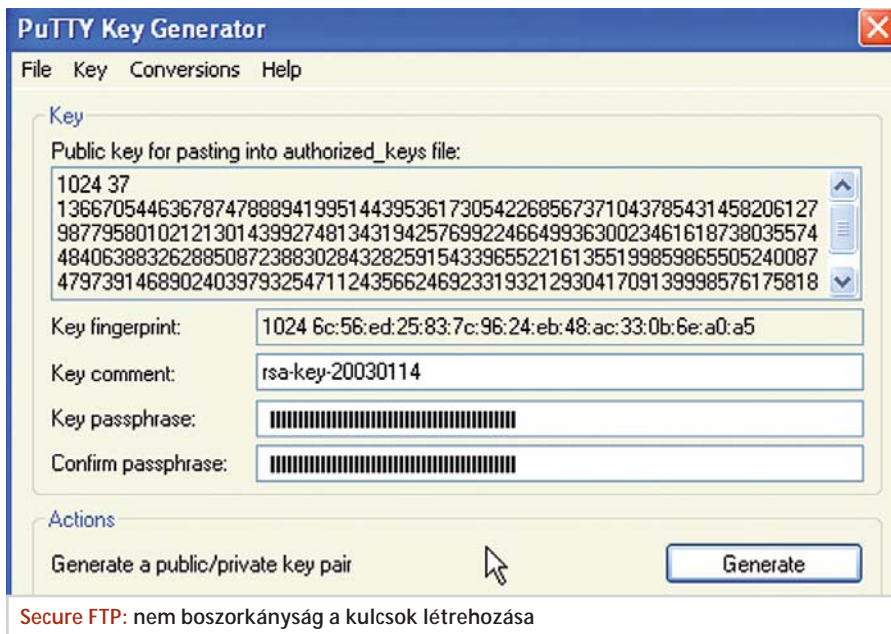 PuTTY Key Generator
File Key Conversions Help
Key
Public key for pasting into authorized_keys file:
1024 37
136670544636787478889419951443953617305422685673710437854314582061​27
987795801021213014399274813431942576992246649936300234616187380355​74
484063883262885087238830284328259154339655221613551998598655052400​87
479739146890240397932547112435662469233193212930417091399985761758​18
Key fingerprint:
1024 6c:56:ed:25:83:7c:96:24:eb:48:ac:33:0b:6e:a0:a5
Key comment:
rsa-key-20030114
Key passphrase:
Confirm passphrase:
Actions
Generate a public/private key pair
Generate
Secure FTP: nem boszorkányság a kulcsok létrehozása